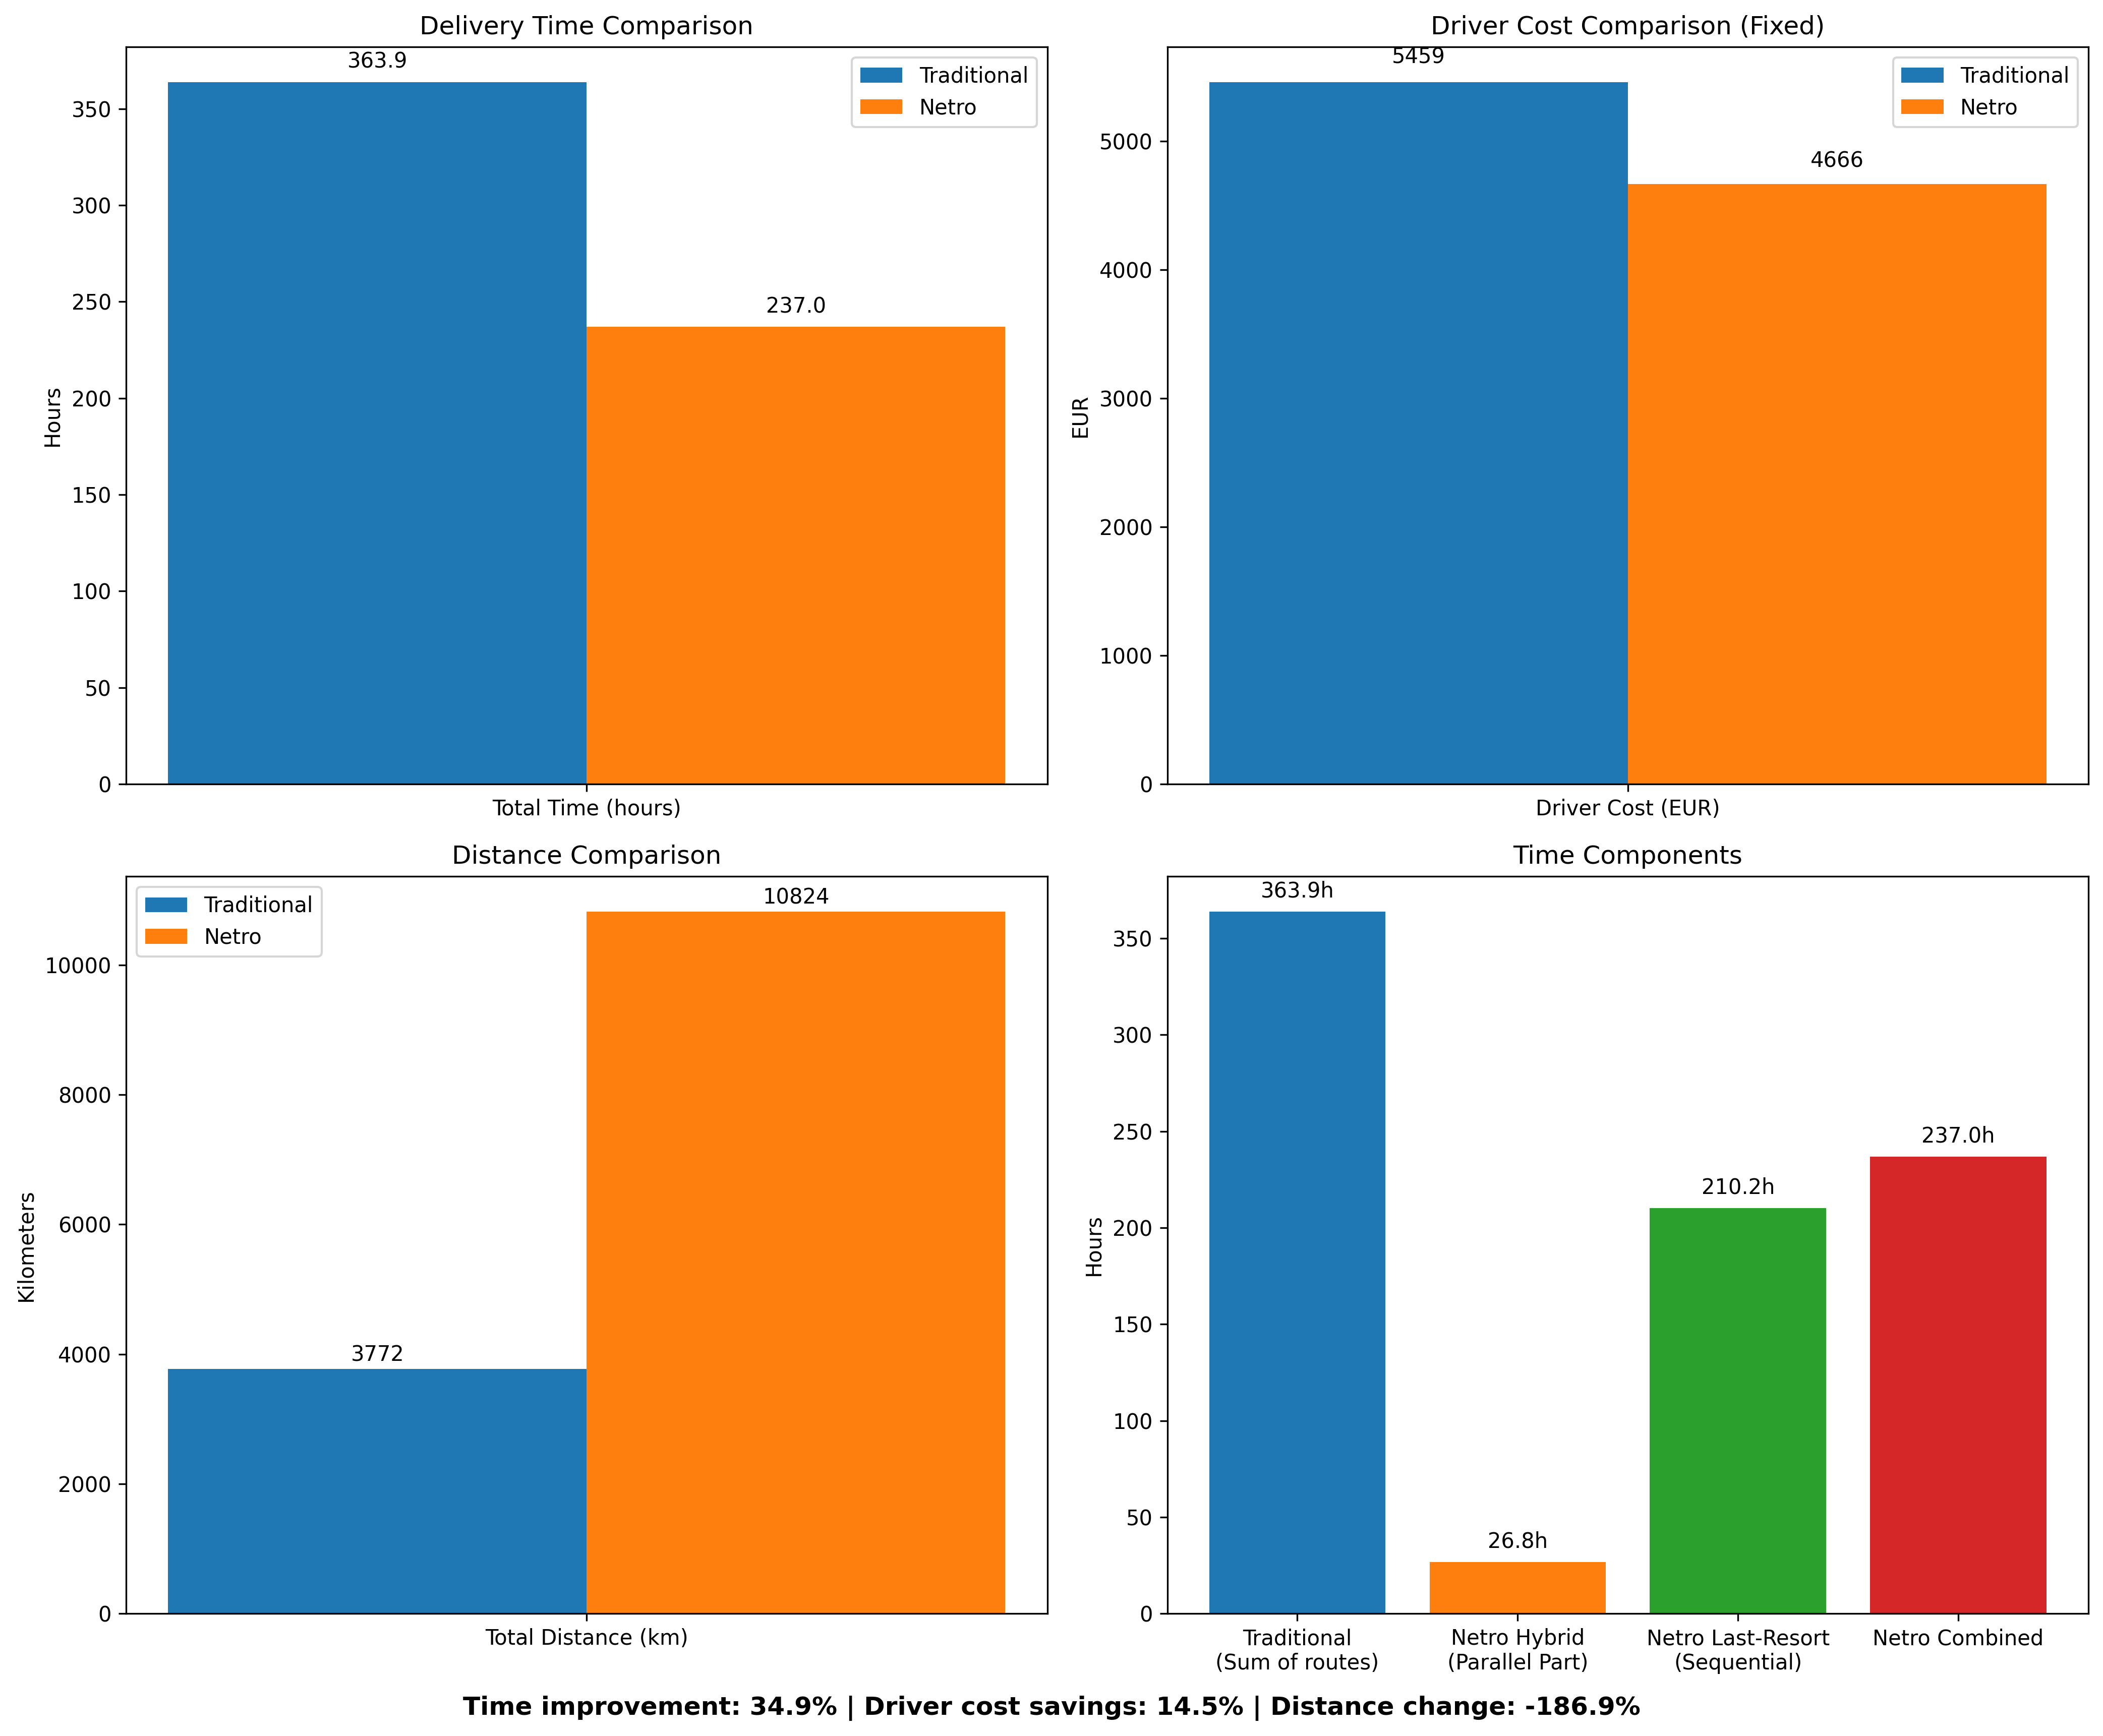 Delivery Time Comparison
363.9
237.0
Traditional
Netro
350
300
250
200
150
100
50
0
Hours
Total Time (hours)
Driver Cost Comparison (Fixed)
5459
4666
Traditional
Netro
5000
4000
3000
2000
1000
0
EUR
Driver Cost (EUR)
Distance Comparison
Traditional
Netro
10824
3772
10000
8000
6000
4000
2000
0
Kilometers
Total Distance (km)
Time Components
363.9h
26.8h
210.2h
237.0h
350
300
250
200
150
100
50
0
Hours
Traditional
(Sum of routes)
Netro Hybrid
(Parallel Part)
Netro Last-Resort
(Sequential)
Netro Combined
Time improvement: 34.9% | Driver cost savings: 14.5% | Distance change: -186.9%